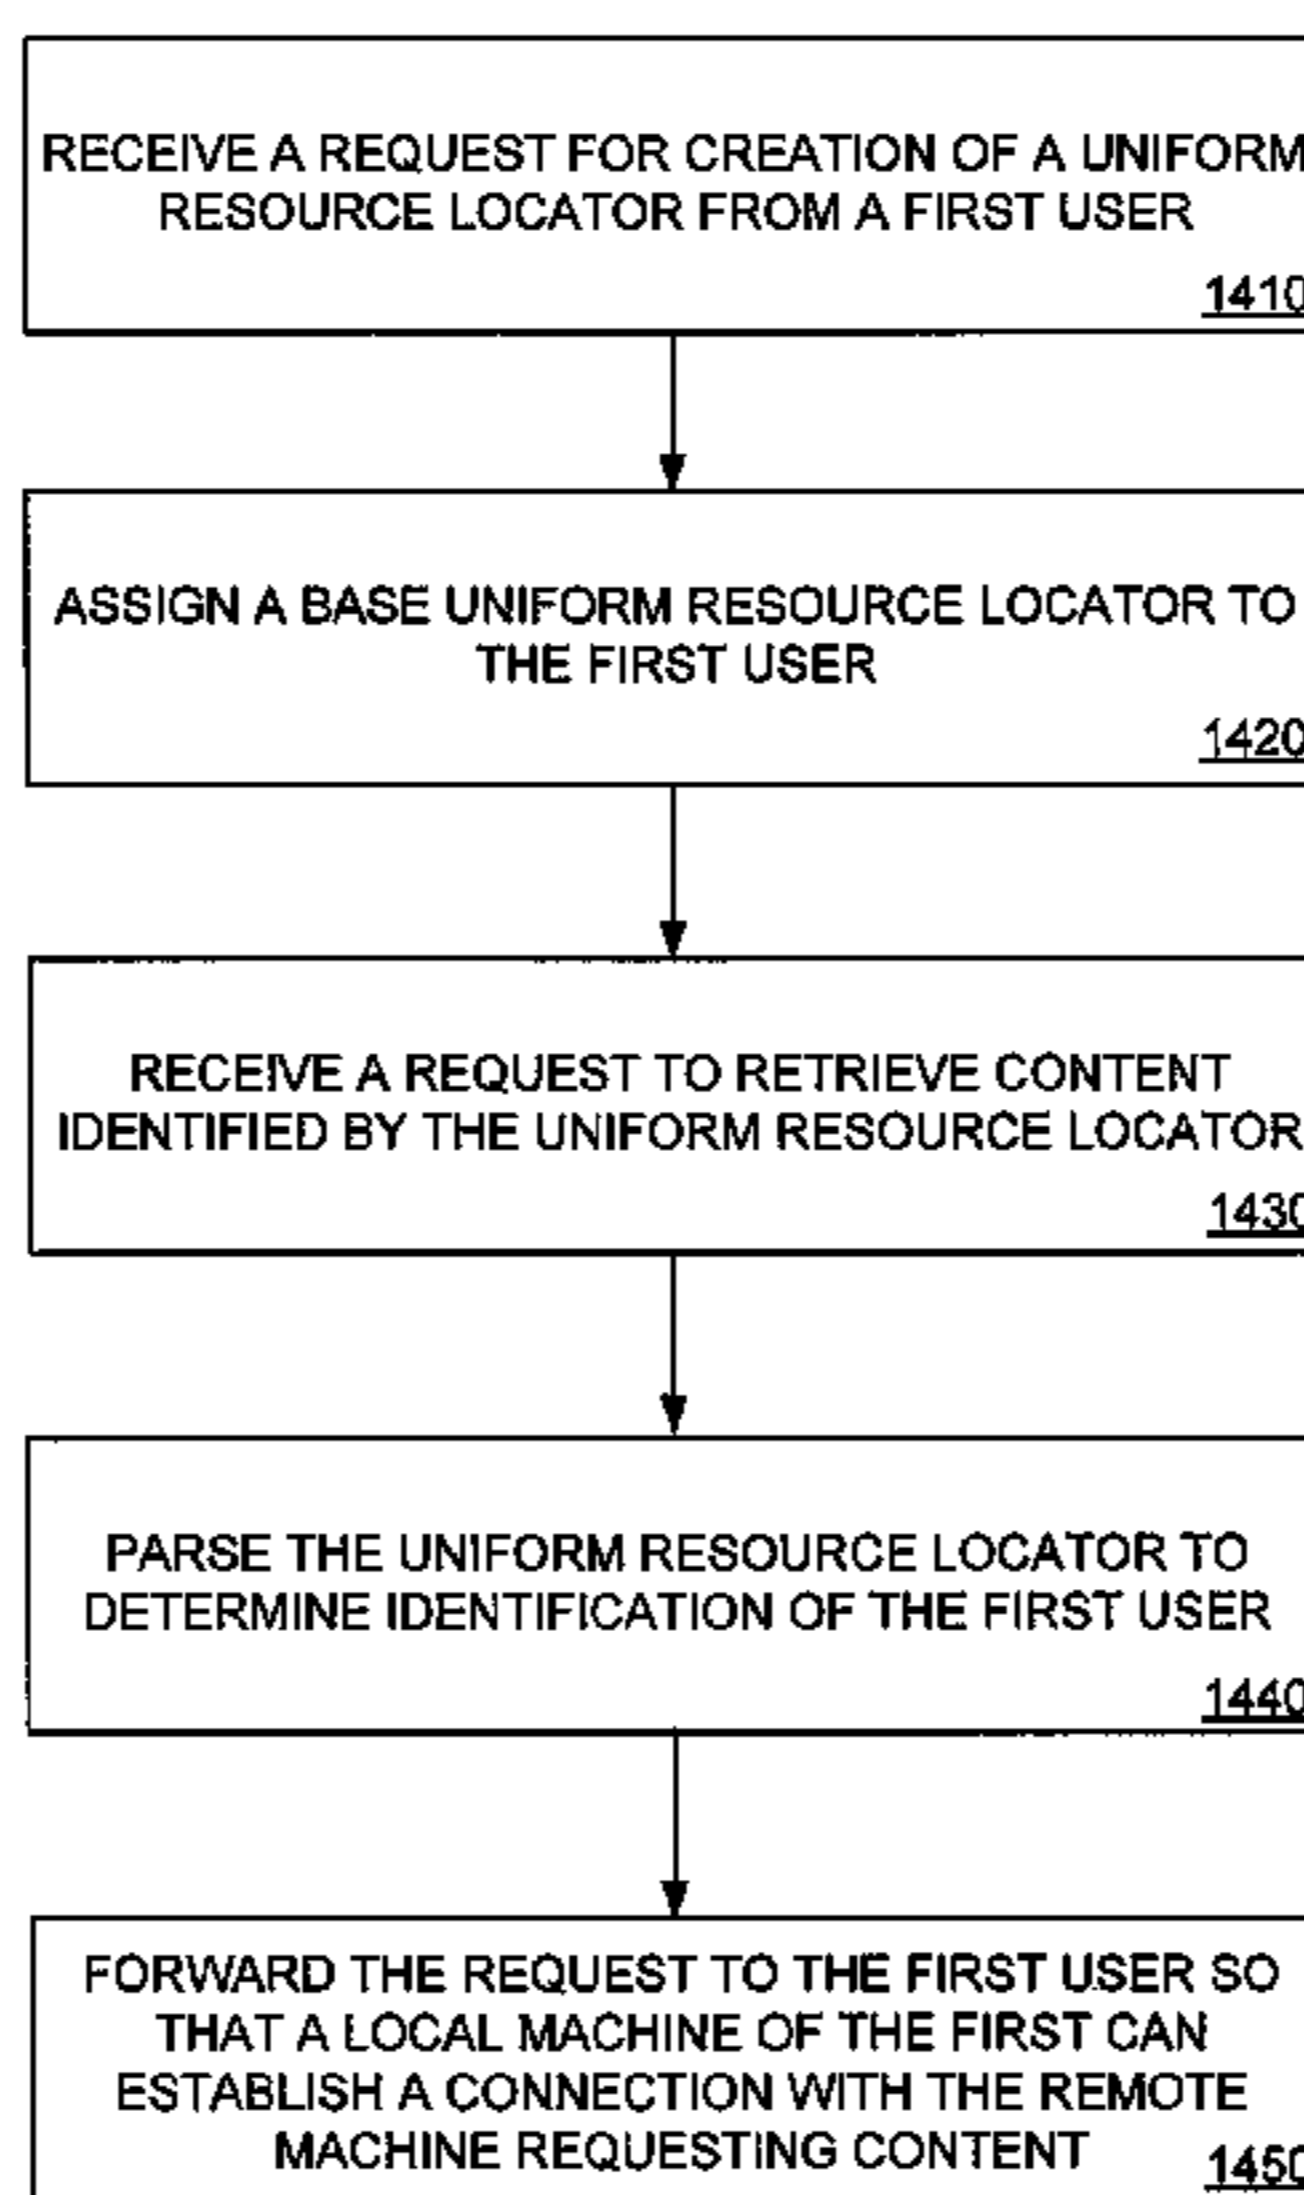 RECEIVE A REQUEST FOR CREATION OF A UNIFORM
RESOURCE LOCATOR FROM A FIRST USER
1410
ASSIGN A BASE UNIFORM RESOURCE LOCATOR TO
THE FIRST USER
1420
RECEIVE A REQUEST TO RETRIEVE CONTENT
IDENTIFIED BY THE UNIFORM RESOURCE LOCATOR
1430
PARSE THE UNIFORM RESOURCE LOCATOR TO
DETERMINE IDENTIFICATION OF THE FIRST USER
1440
FORWARD THE REQUEST TO THE FIRST USER SO
THAT A LOCAL MACHINE OF THE FIRST CAN
ESTABLISH A CONNECTION WITH THE REMOTE
MACHINE REQUESTING CONTENT
1450